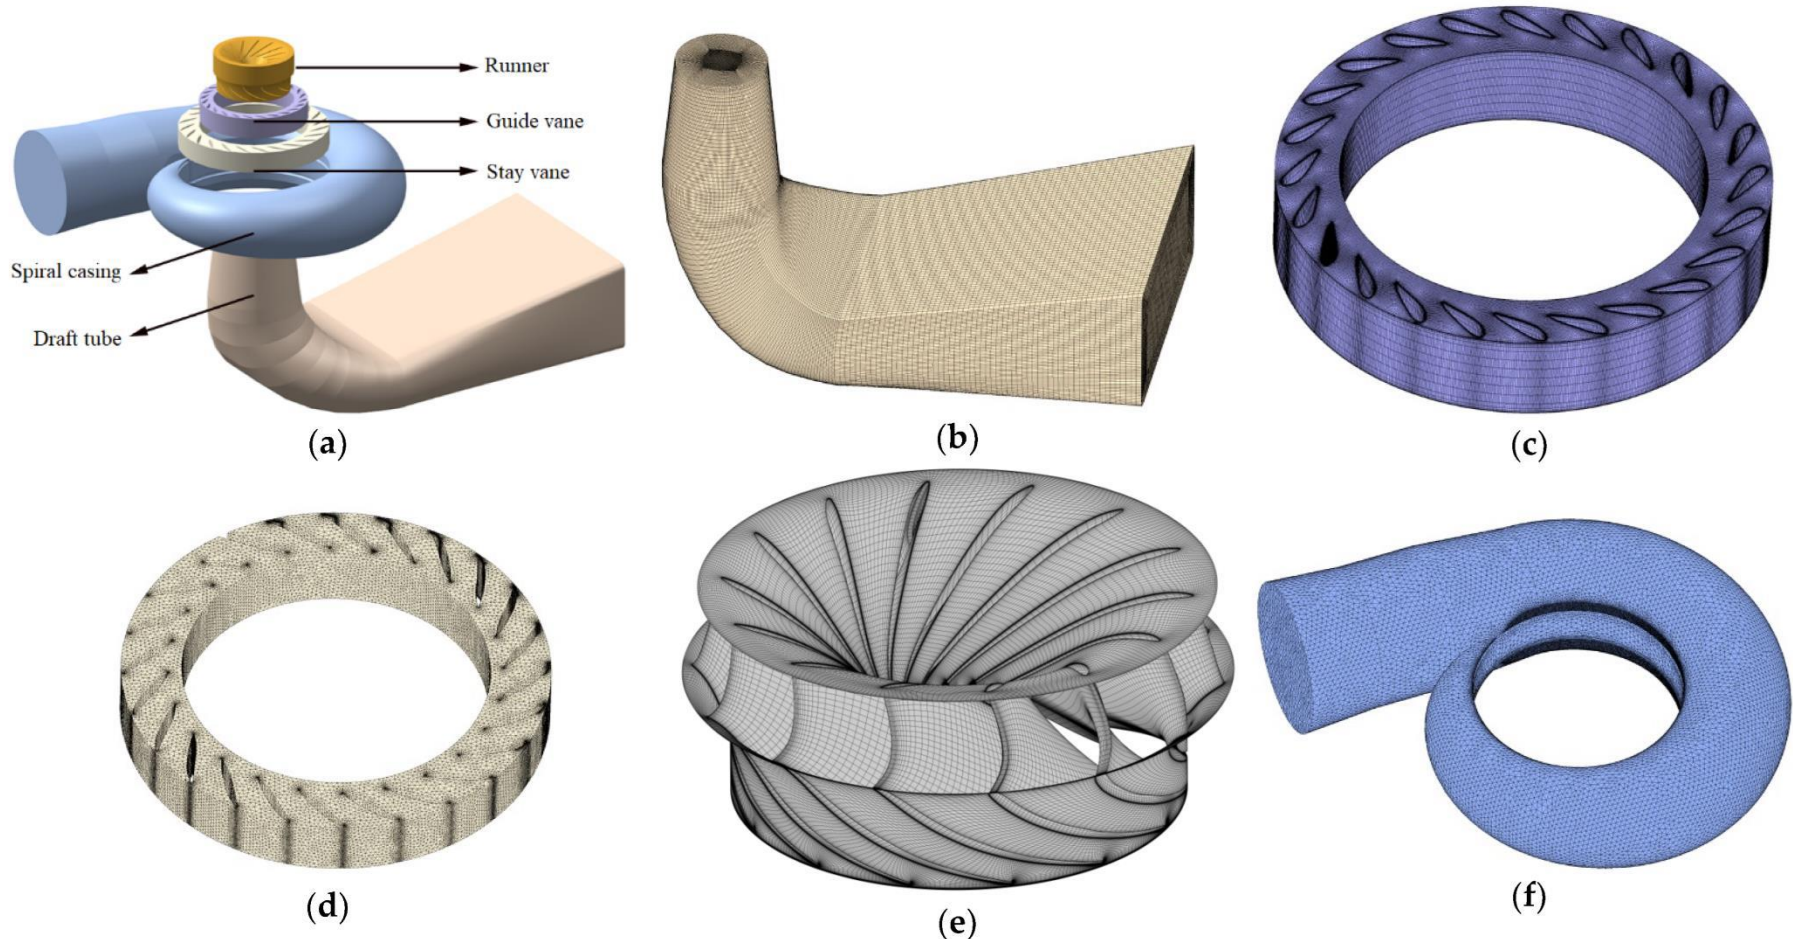 Runner
Guide vane
Stay vane
Spiral casing
Draft tube
(a)
(b)
(c)
(d)
(e)
(f)